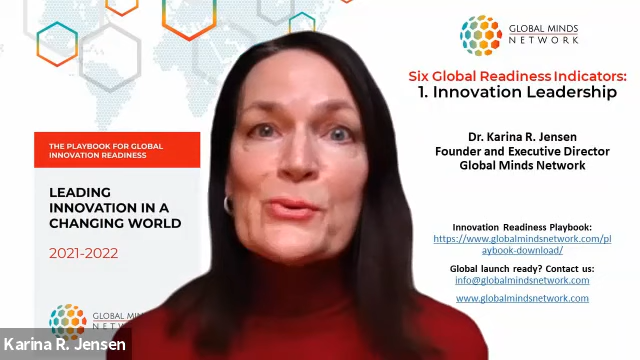 GLOBAL MINDS
NETWORK
Six Global Readiness Indicators:
1. Innovation Leadership
Dr. Karina R. Jensen
Founder and Executive Director
Global Minds Network
THE PLAYBOOK FOR GLOBAL
INNOVATION READINESS
LEADING
INNOVATION IN A
CHANGING WORLD
2021-2022
Innovation Readiness Playbook:
https://www.globalmindsnetwork.com/pl
aybook-download/
Global launch ready? Contact us:
info@globalmindsnetwork.com
www.globalmindsnetwork.com
GLOBAL MINDS
Karina R. Jensen